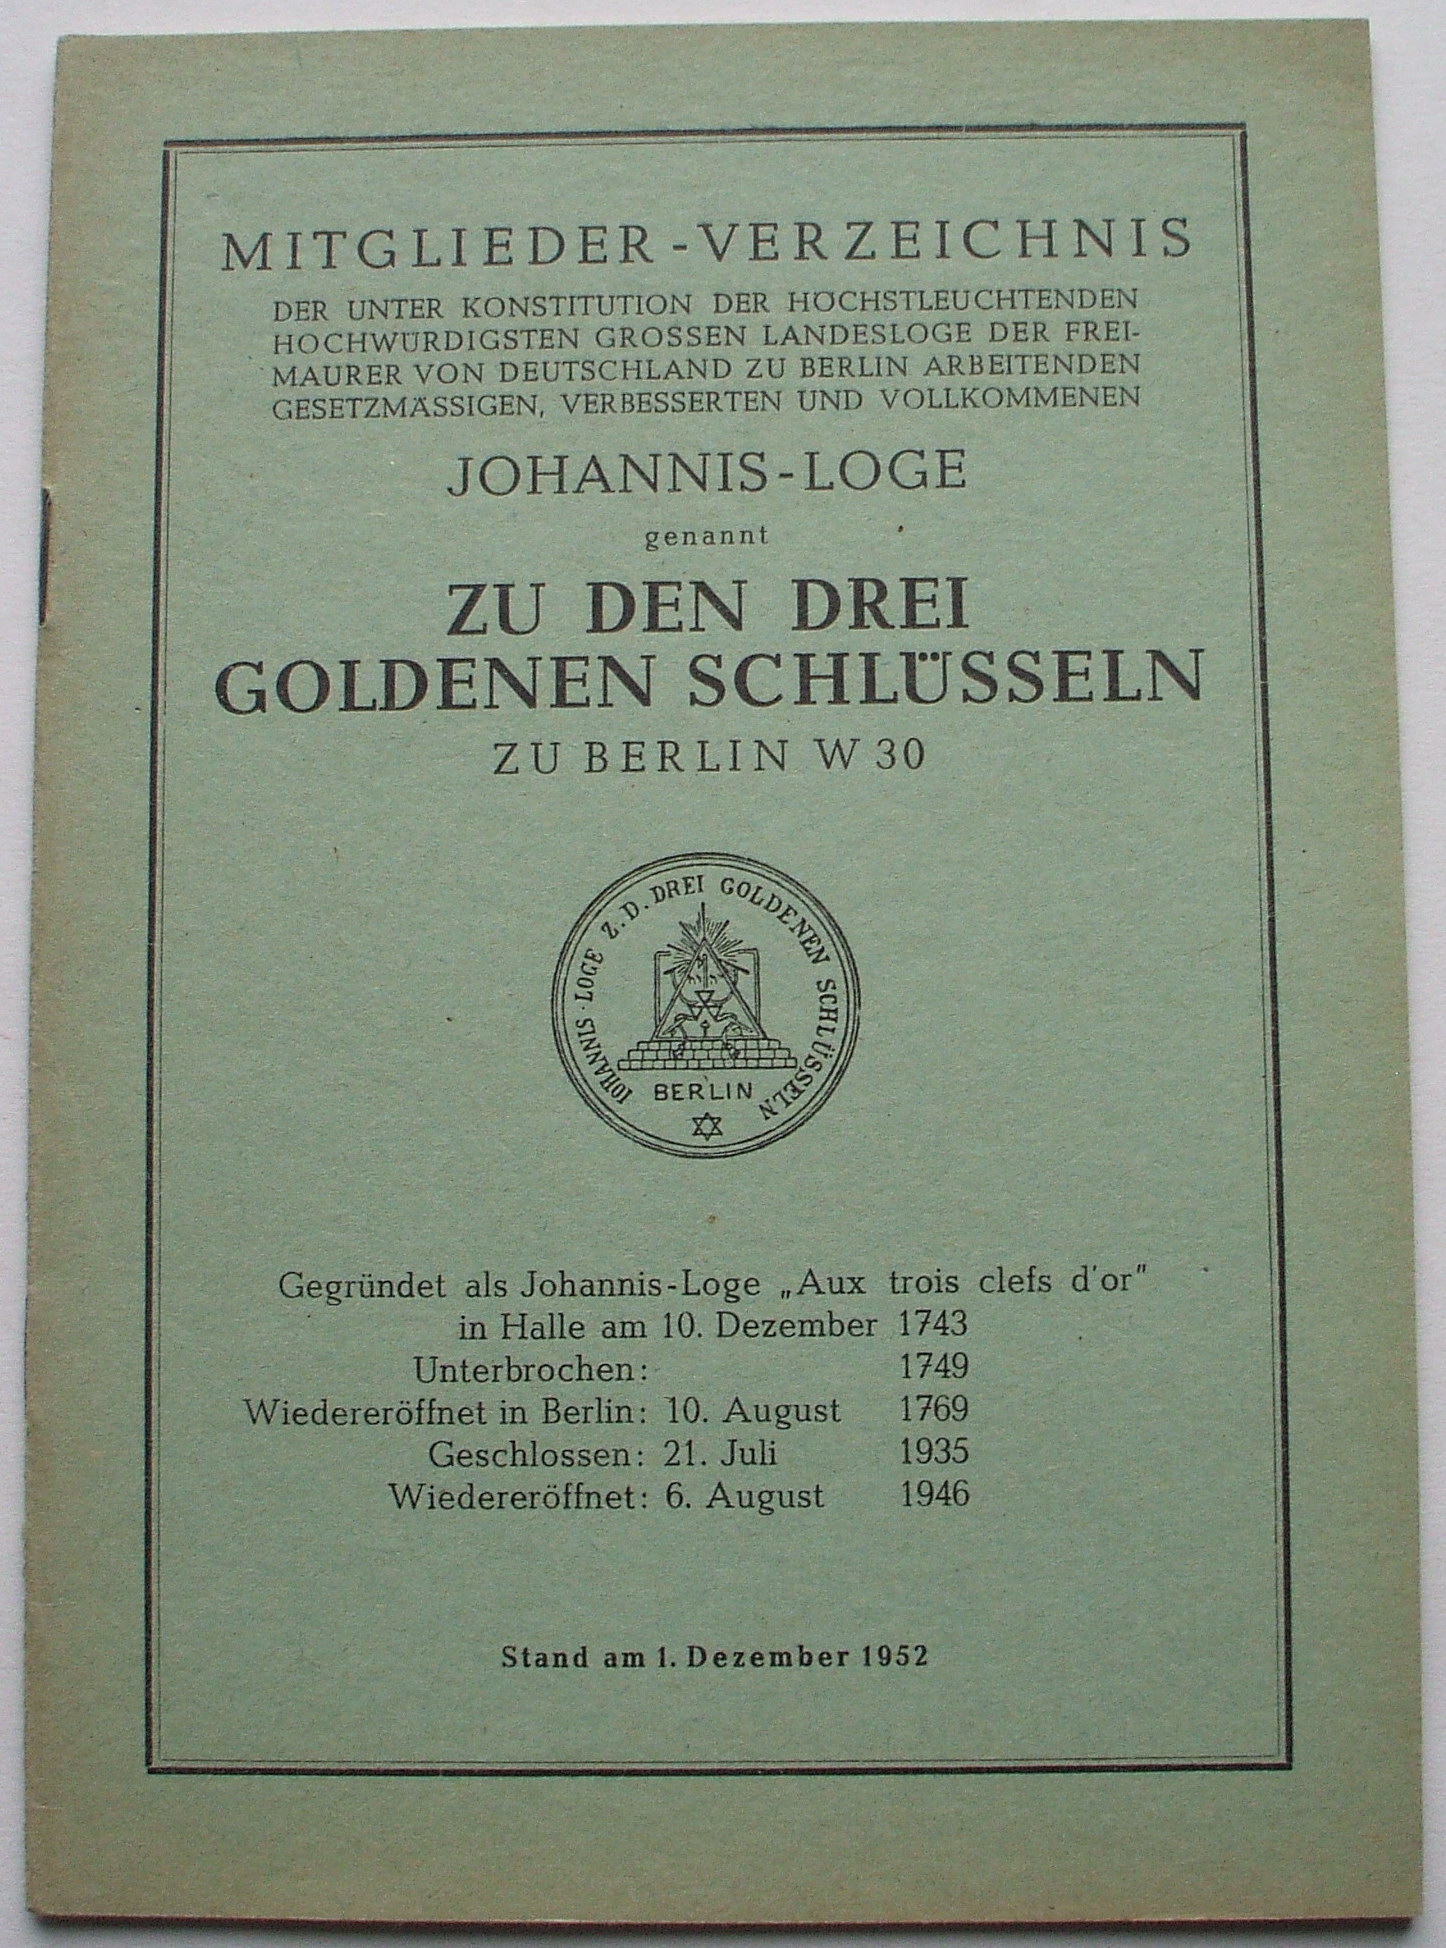 MITGLIEDER-VERZEICHNIS
DER UNTER KONSTITUTION DER HÖCHSTLEUCHTENDEN
HOCHWÜRDIGSTEN GROSSEN LANDESLOGE DER FREI-
MAURER VON DEUTSCHLAND ZU BERLIN ARBEITENDEN
GESETZMÄSSIGEN, VERBESSERTEN UND VOLLKOMMENEN
JOHANNIS-LOGE
genannt
ZU DEN DREI
GOLDENEN SCHLÜSSELN
ZU BERLIN W 30
IOHANNIS·LOGE Z.D.DREI GOLDENEN SCHLÜSSELN
BERLIN
Gegründet als Johannis-Loge „Aux trois clefs d'or"
in Halle am 10. Dezember 1743
Unterbrochen: 1749
Wiedereröffnet in Berlin: 10. August 1769
Geschlossen: 21. Juli 1935
Wiedereröffnet: 6. August 1946
Stand am 1. Dezember 1952